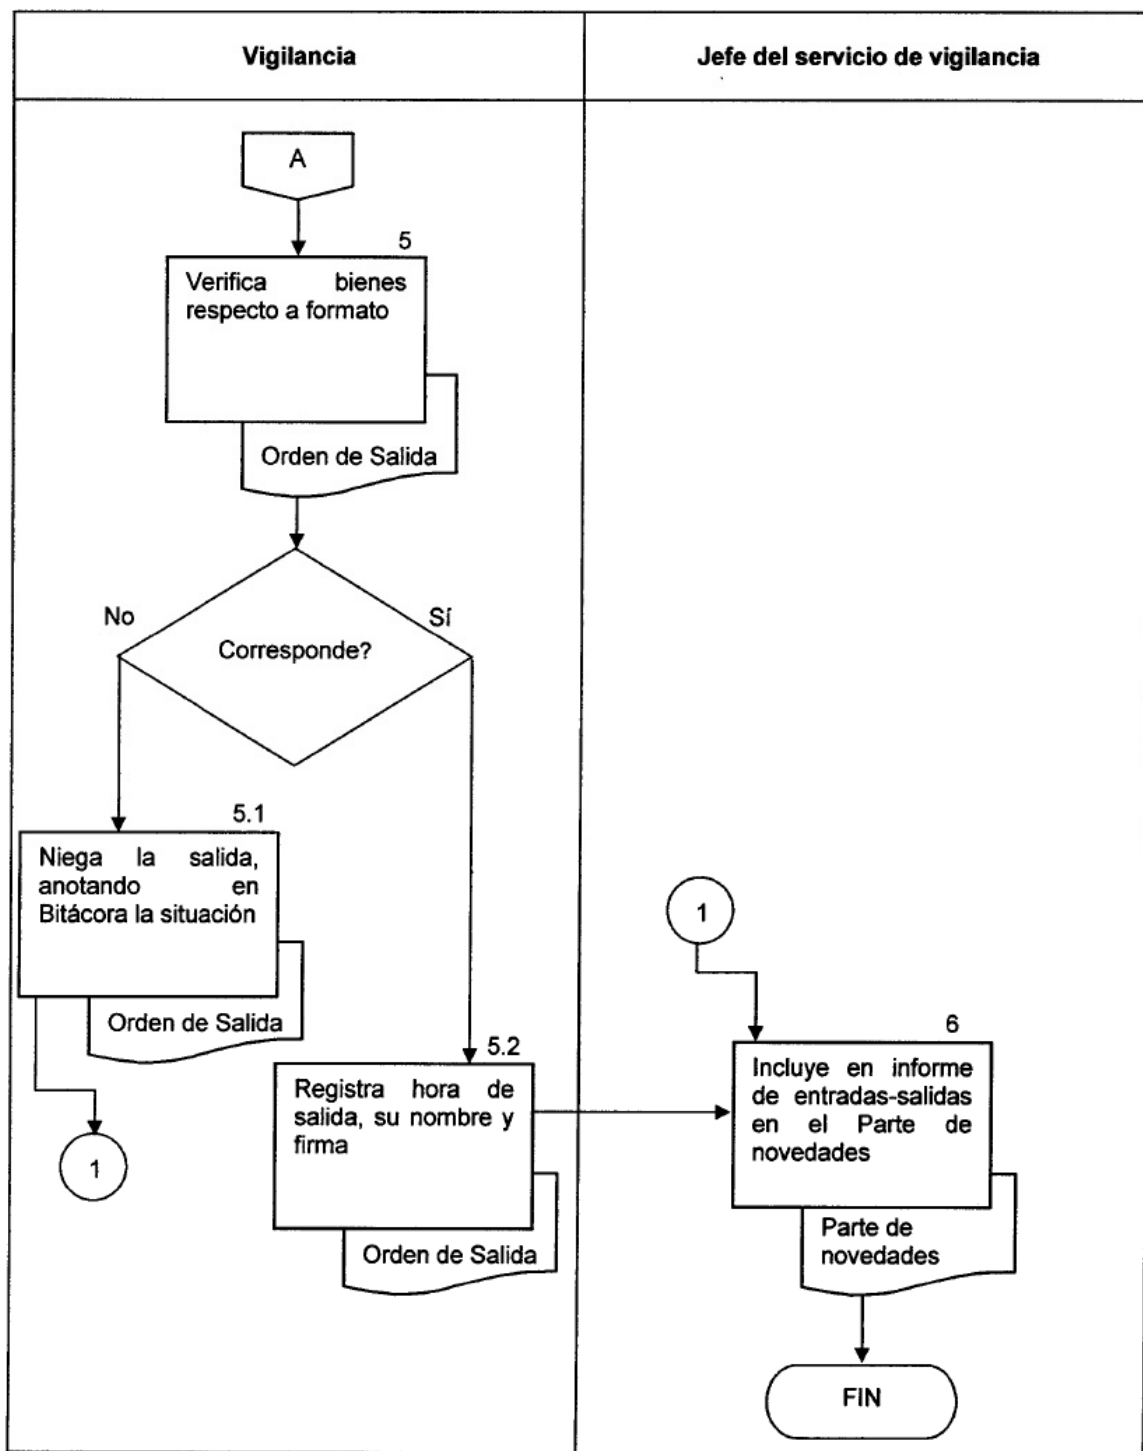 Vigilancia
Jefe del servicio de vigilancia
A
5
Verifica bienes
respecto a formato
Orden de Salida
No
Sí
Corresponde?
5.1
Niega la salida,
anotando en
Bitácora la situación
Orden de Salida
1
5.2
Registra hora de
salida, su nombre y
firma
Orden de Salida
1
6
Incluye en informe
de entradas-salidas
en el Parte de
novedades
Parte de
novedades
FIN